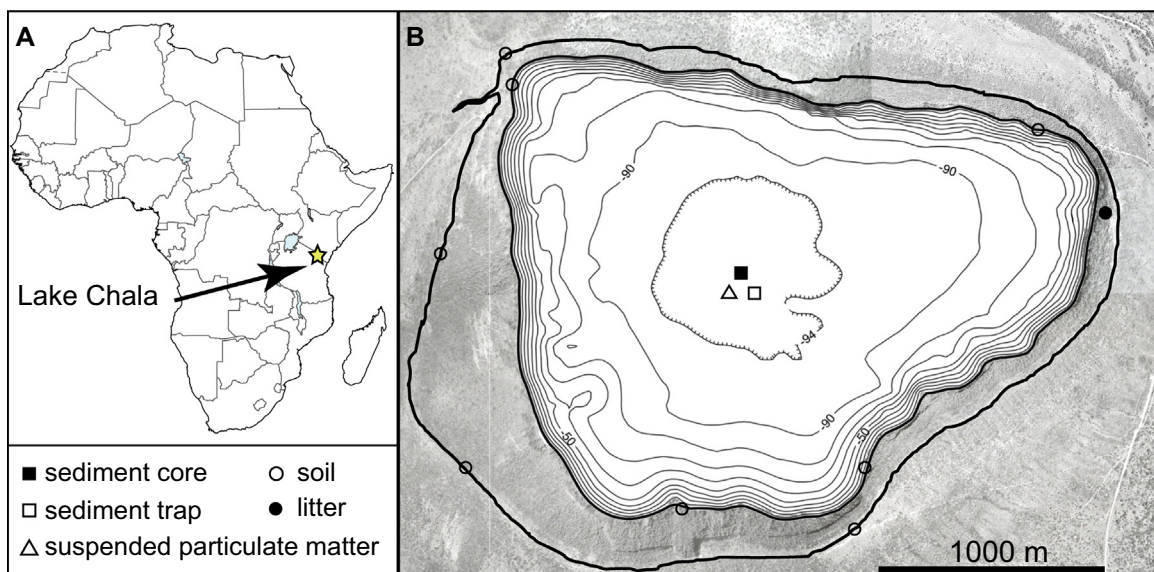 A
Lake Chala
sediment core
soil
sediment trap
litter
suspended particulate matter
B
-90
-90
-94
-90
-50
-50
1000 m